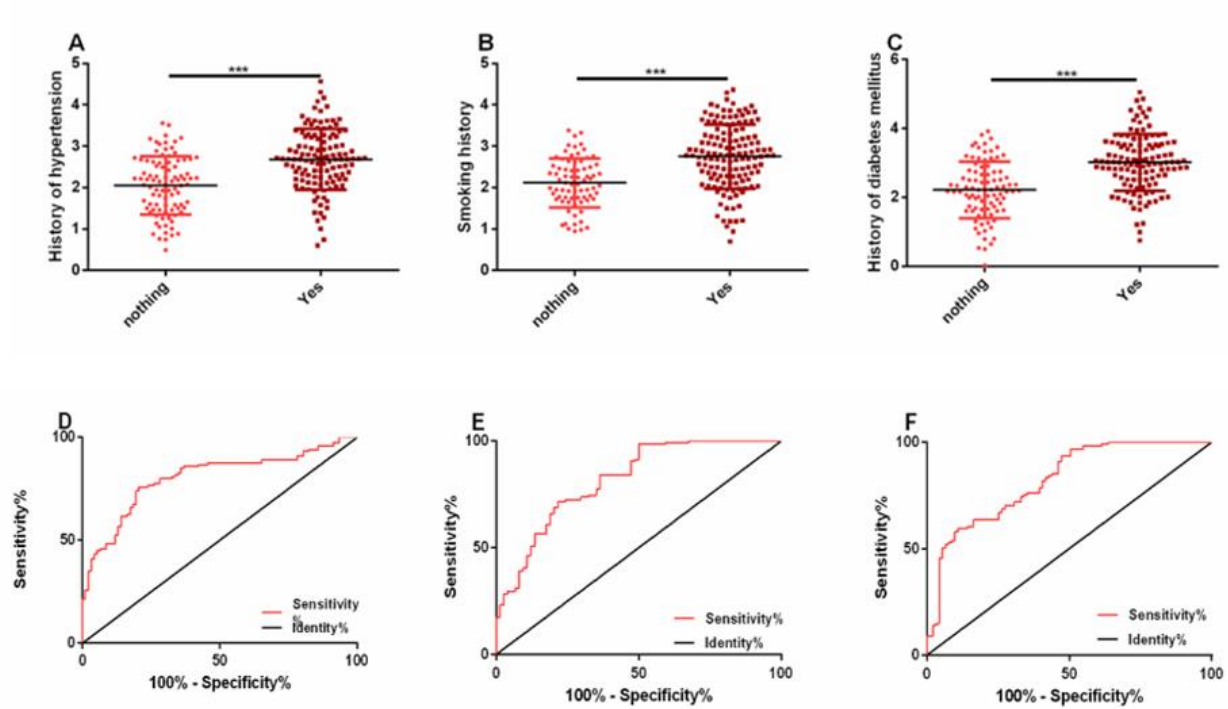 A
History of hypertension
5
4
3
2
1
0
***
nothing
Yes
B
Smoking history
5
4
3
2
1
0
***
nothing
Yes
C
History of diabetes mellitus
6
4
2
0
***
nothing
Yes
D
Sensitivity%
100
50
0
0
50
100
100% - Specificity%
Sensitivity
%
Identity%
E
Sensitivity%
100
50
0
0
50
100
100% - Specificity%
Sensitivity%
Identity%
F
Sensitivity%
100
50
0
0
50
100
100% - Specificity%
Sensitivity%
Identity%